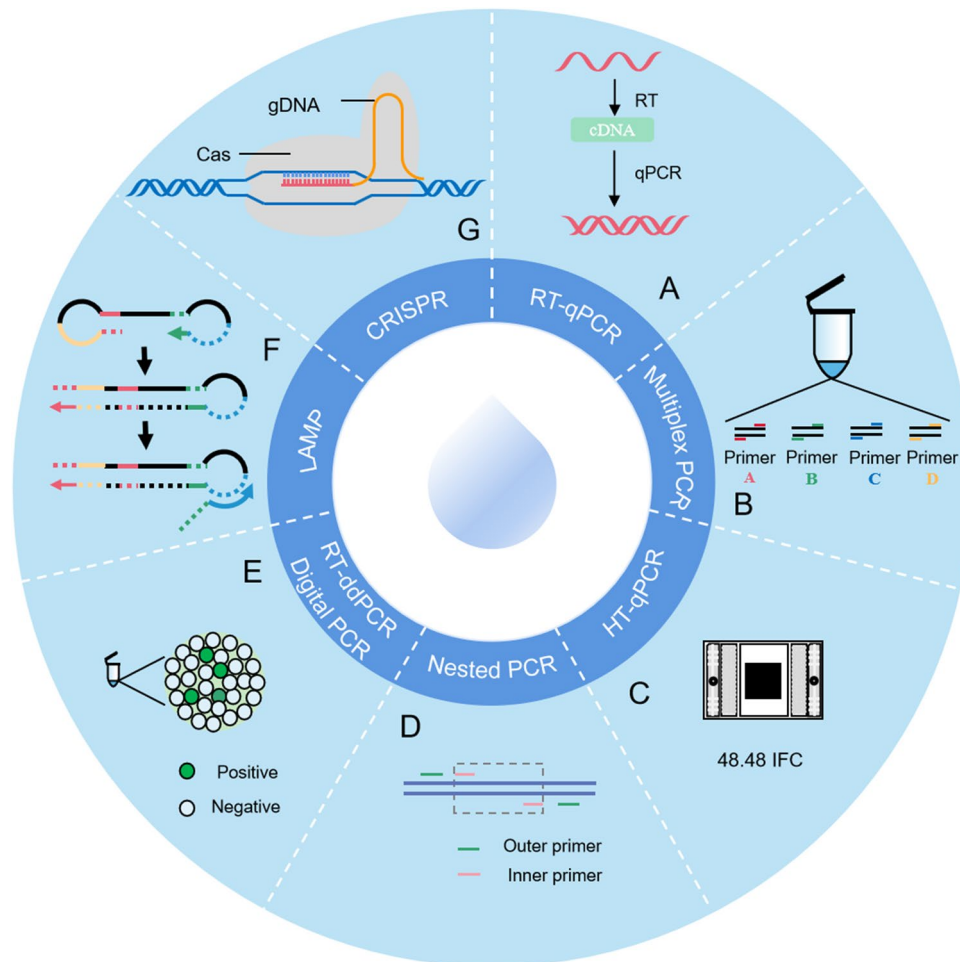 RT
cDNA
qPCR
A
RT-qPCR
Primer Primer Primer Primer
A B C D
B
Multiplex PCR
48.48 IFC
C
HT-qPCR
D
Nested PCR
Outer primer
Inner primer
E
RT-ddPCR
Digital PCR
Positive
Negative
F
LAMP
gDNA
Cas
G
CRISPR